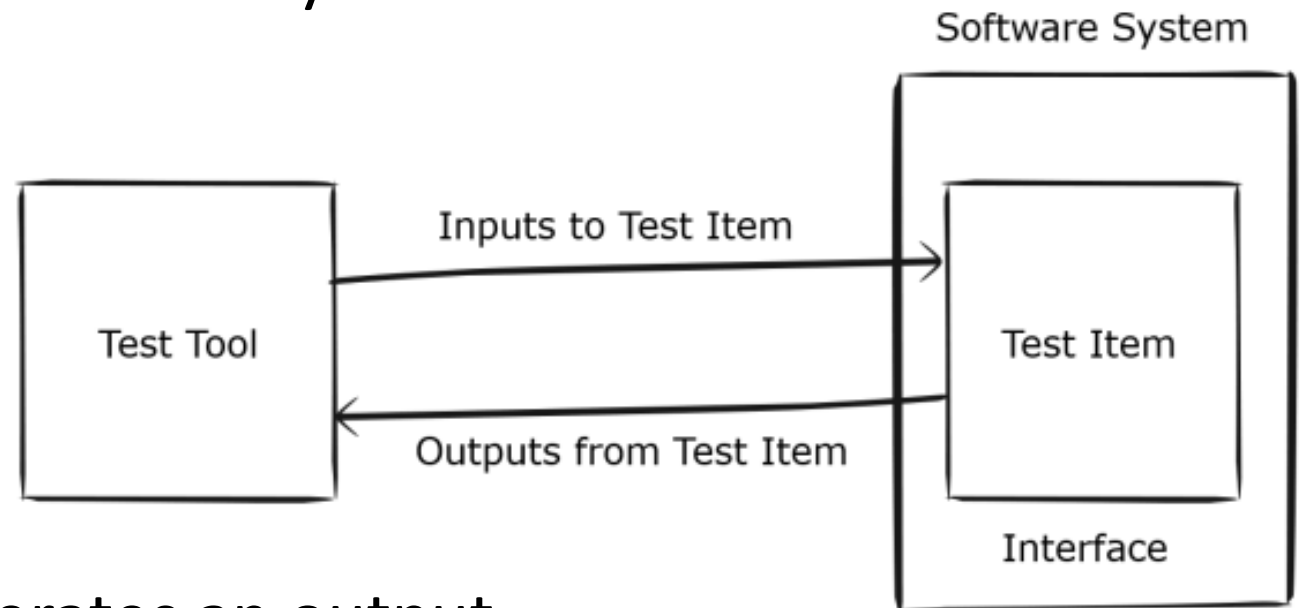 Software System
Inputs to Test Item
Test Tool
Test Item
Outputs from Test Item
Interface
an output